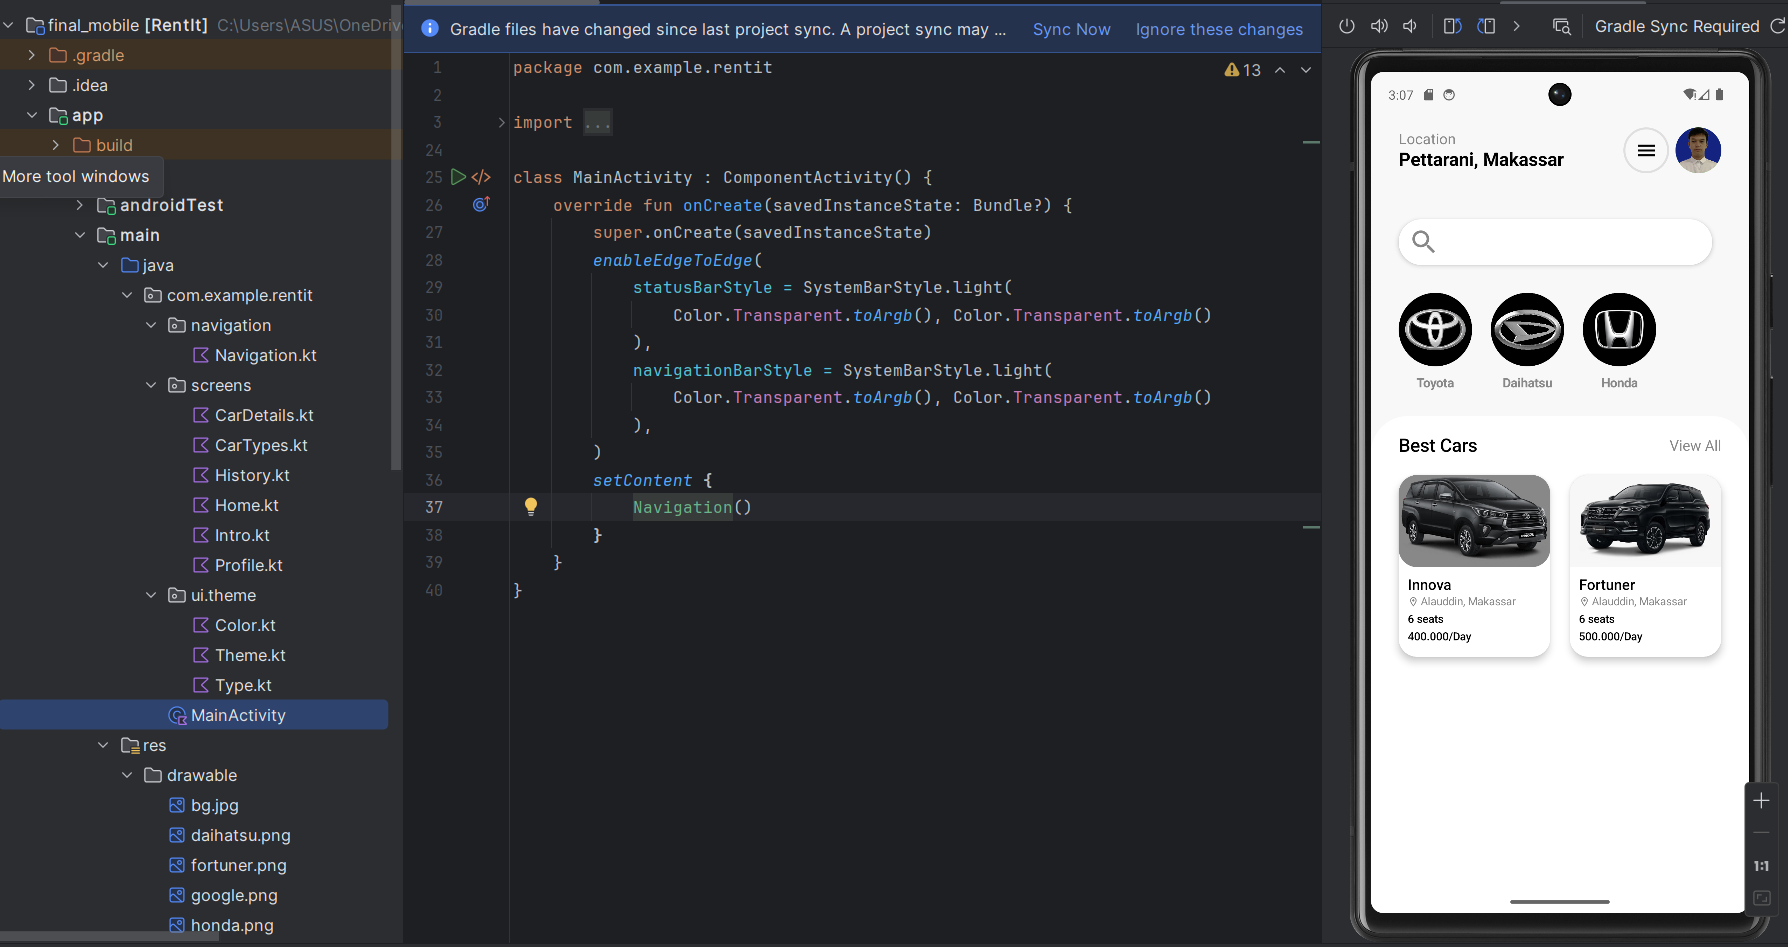 final_mobile [RentIt] C:\Users\ASUS\OneDriv
.gradle
.idea
app
build
More tool windows
androidTest
main
java
com.example.rentit
navigation
Navigation.kt
screens
CarDetails.kt
CarTypes.kt
History.kt
Home.kt
Intro.kt
Profile.kt
ui.theme
Color.kt
Theme.kt
Type.kt
MainActivity
res
drawable
bg.jpg
daihatsu.png
fortuner.png
google.png
honda.png
Gradle files have changed since last project sync. A project sync may ... Sync Now Ignore these changes
13
1 package com.example.rentit
2
3 import ...
24
25 class MainActivity : ComponentActivity() {
26 override fun onCreate(savedInstanceState: Bundle?) {
27 super.onCreate(savedInstanceState)
28 enableEdgeToEdge(
29 statusBarStyle = SystemBarStyle.light(
30 Color.Transparent.toArgb(), Color.Transparent.toArgb()
31 ),
32 navigationBarStyle = SystemBarStyle.light(
33 Color.Transparent.toArgb(), Color.Transparent.toArgb()
34 ),
35 )
36 setContent {
37 Navigation()
38 }
39 }
40 }
Gradle Sync Required
3:07
Location
Pettarani, Makassar
Toyota Daihatsu Honda
Best Cars View All
Innova
Alauddin, Makassar
6 seats
400.000/Day
Fortuner
Alauddin, Makassar
6 seats
500.000/Day
1:1